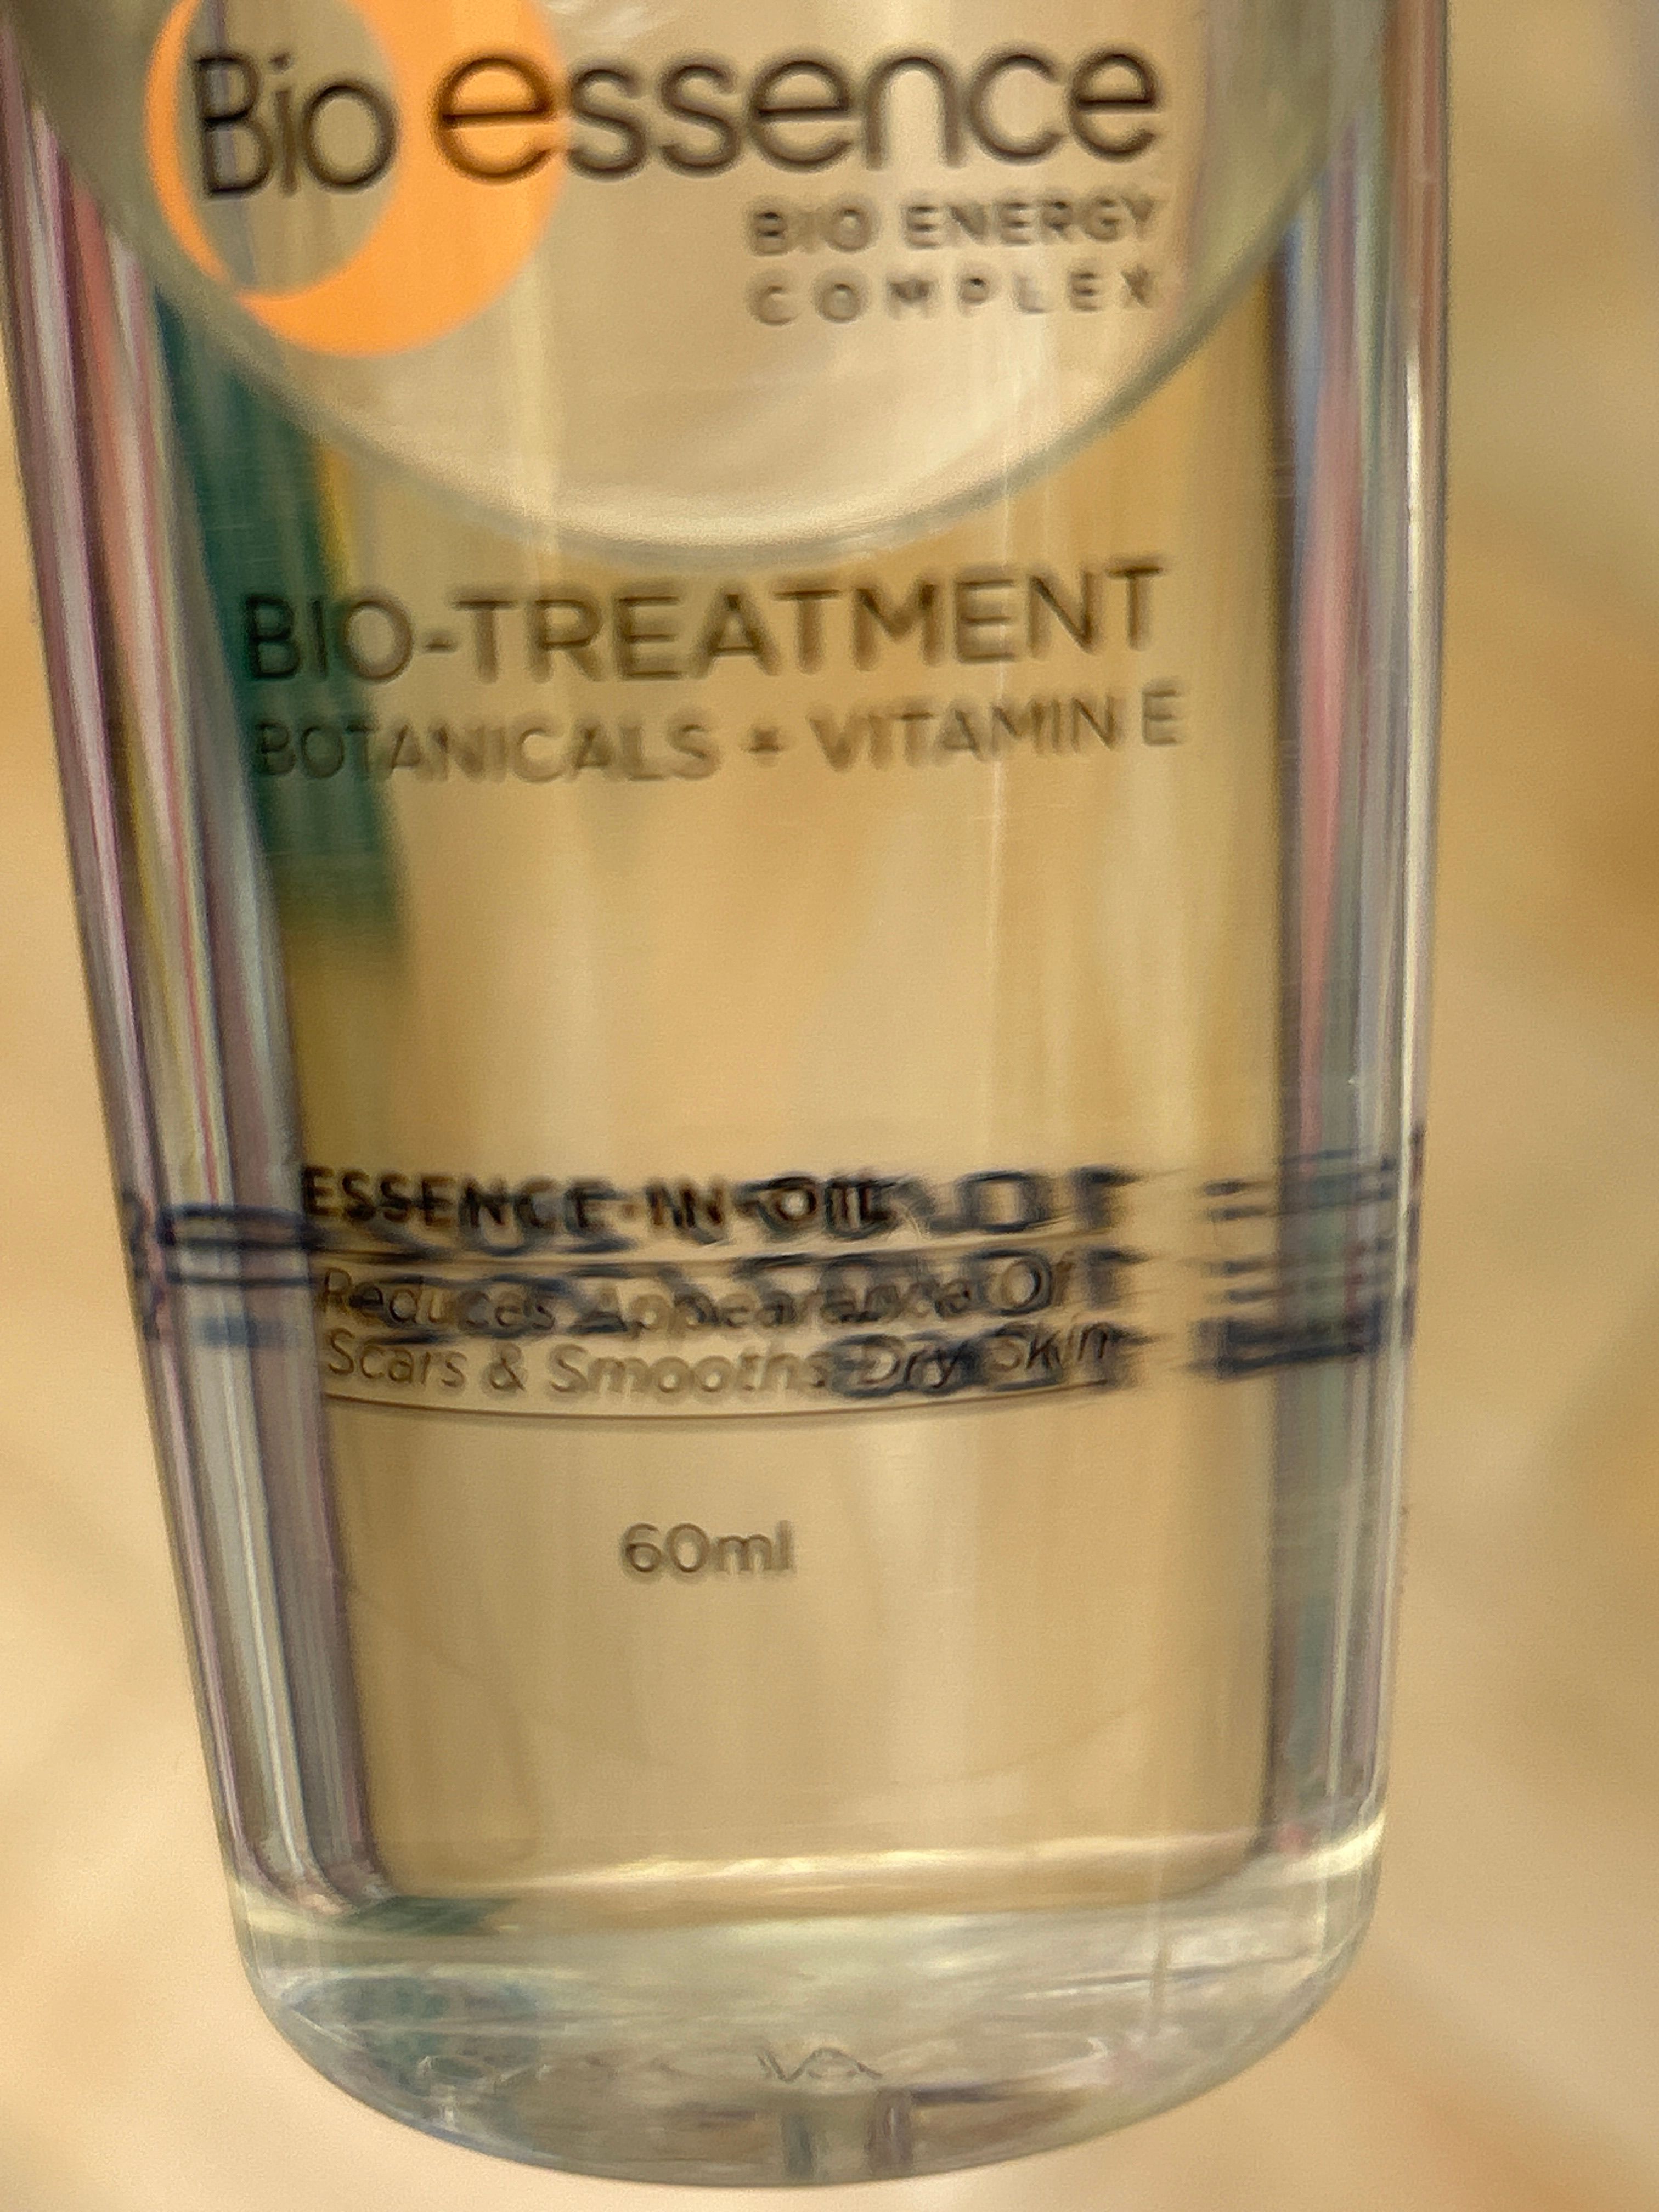 Bio essence
BIO ENERGY
COMPLEX
BIO-TREATMENT
BOTANICALS + VITAMIN E
ESSENCE-IN-OIL
Reduces Appearance Of
Scars & Smooths Dry Skin
60ml